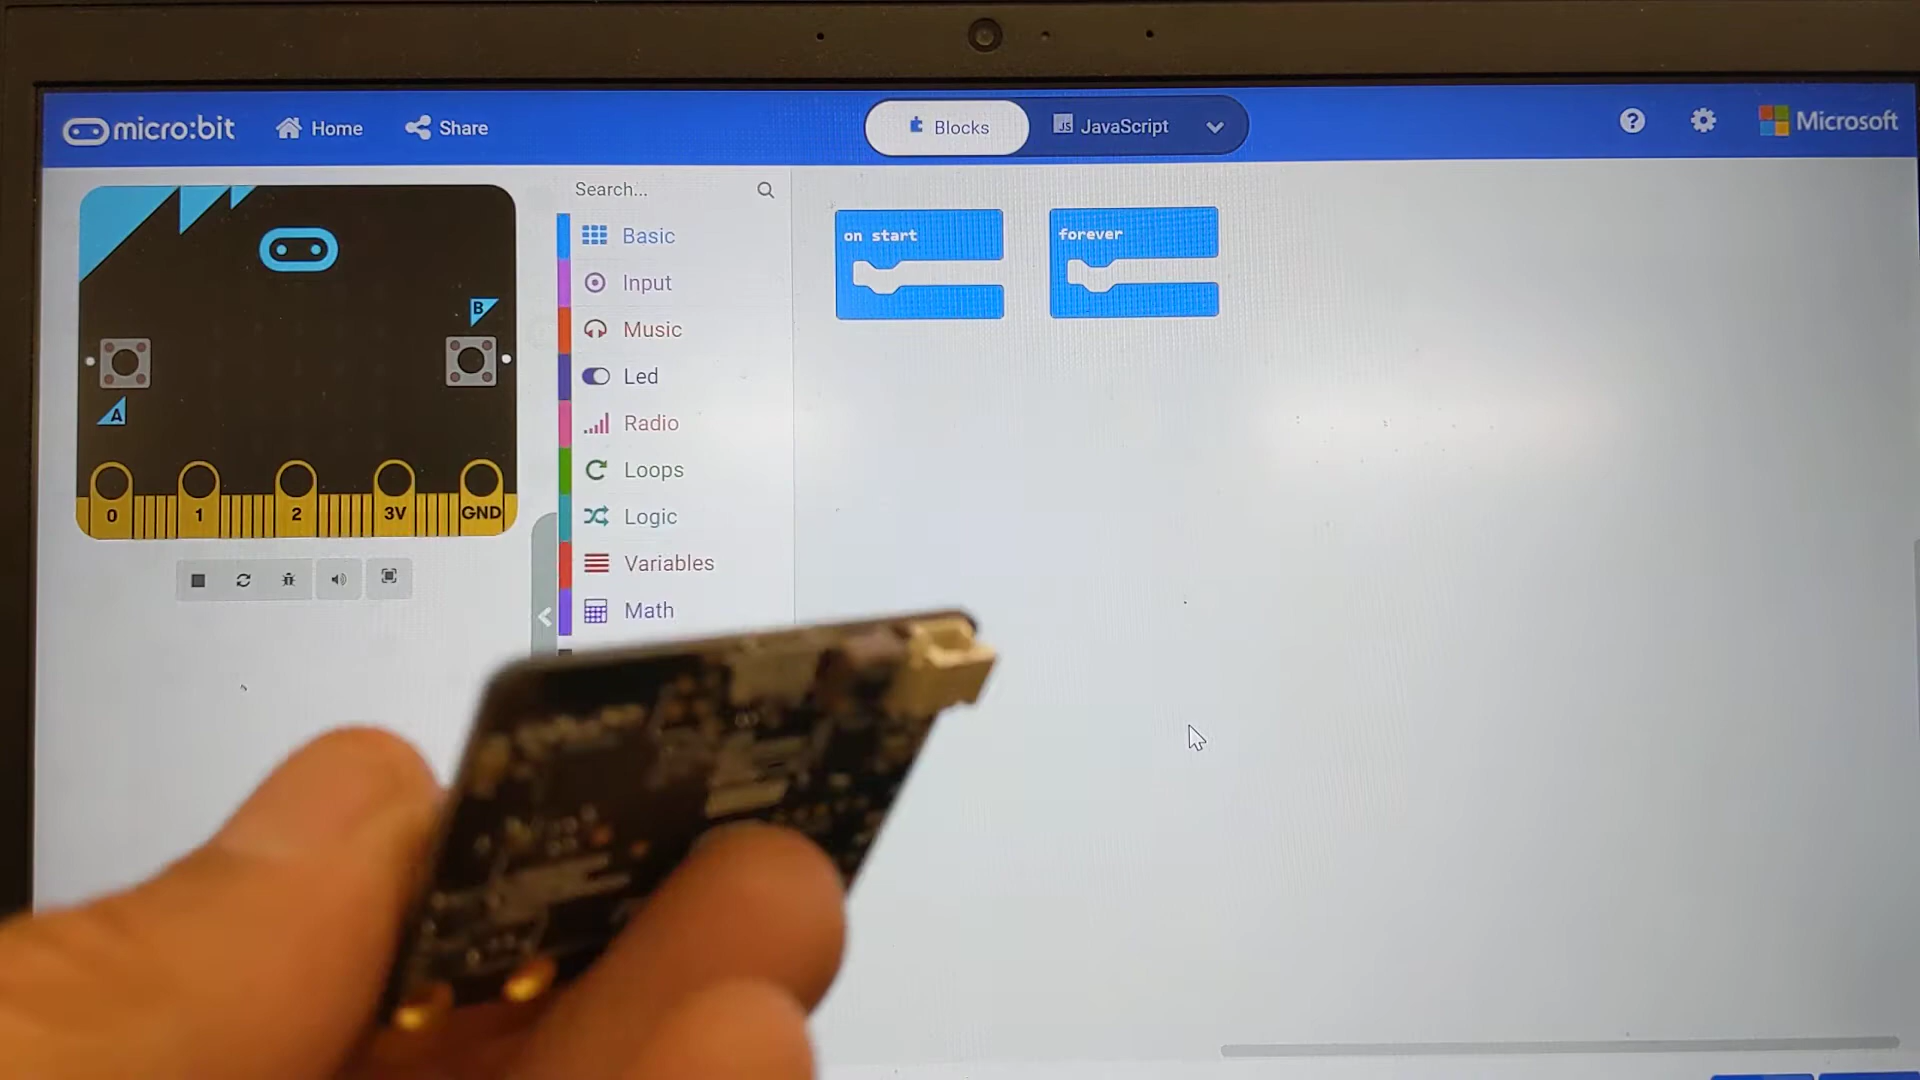 micro:bit Home Share Blocks JS JavaScript Microsoft
Search...
Basic
Input
Music
Led
Radio
Loops
Logic
Variables
Math
on start
forever
B
A
0 1 2 3V GND